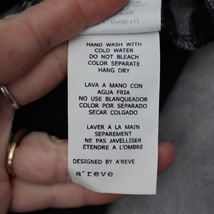 HAND WASH WITH
COLD WATER
DO NOT BLEACH
COLOR SEPARATE
HANG DRY
LAVA A MANO CON
AGUA FRIA
NO USE BLANQUEADOR
COLOR POR SEPARADO
SECAR COLGADO
LAVER A LA MAIN
SEPAREMENT
NE PAS JAVELLISER
ETENDRE A L'OMBRE
DESIGNED BY A'REVE
a'reve